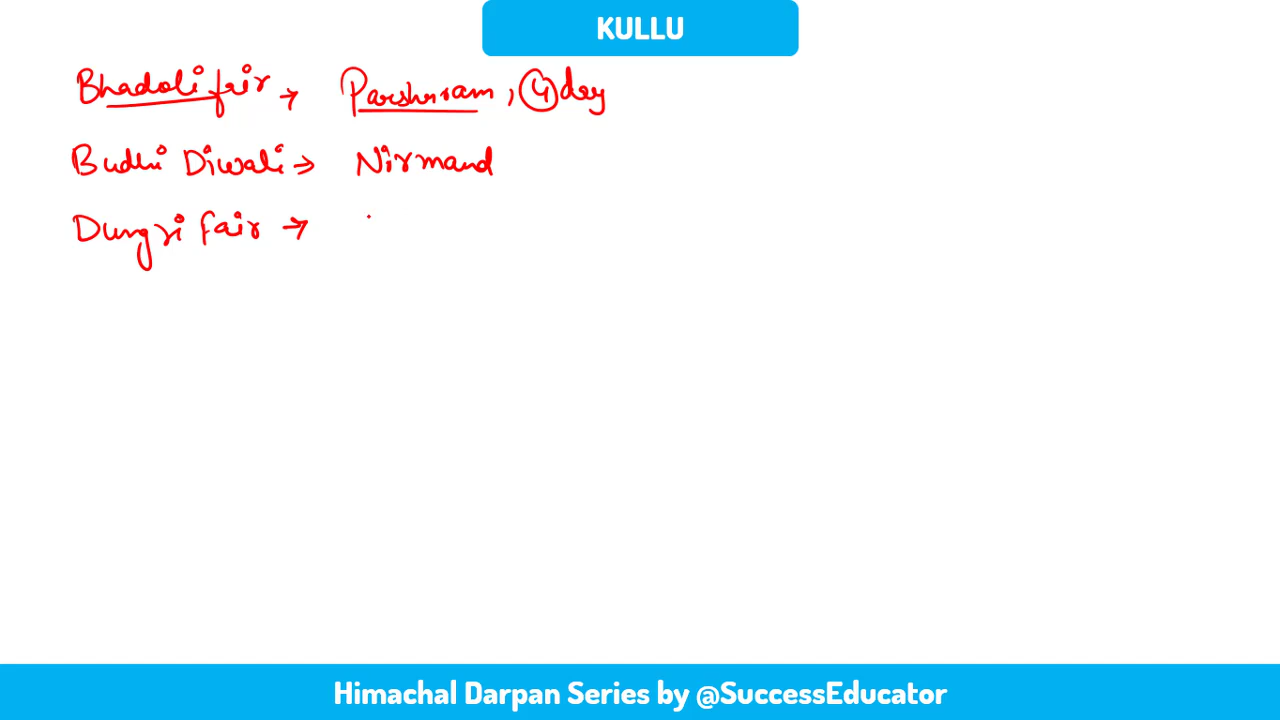 KULLU
Bhadoli fair → Parshuram, 4 day
Budhi Diwali → Nirmand
Dungri fair →
Himachal Darpan Series by @SuccessEducator